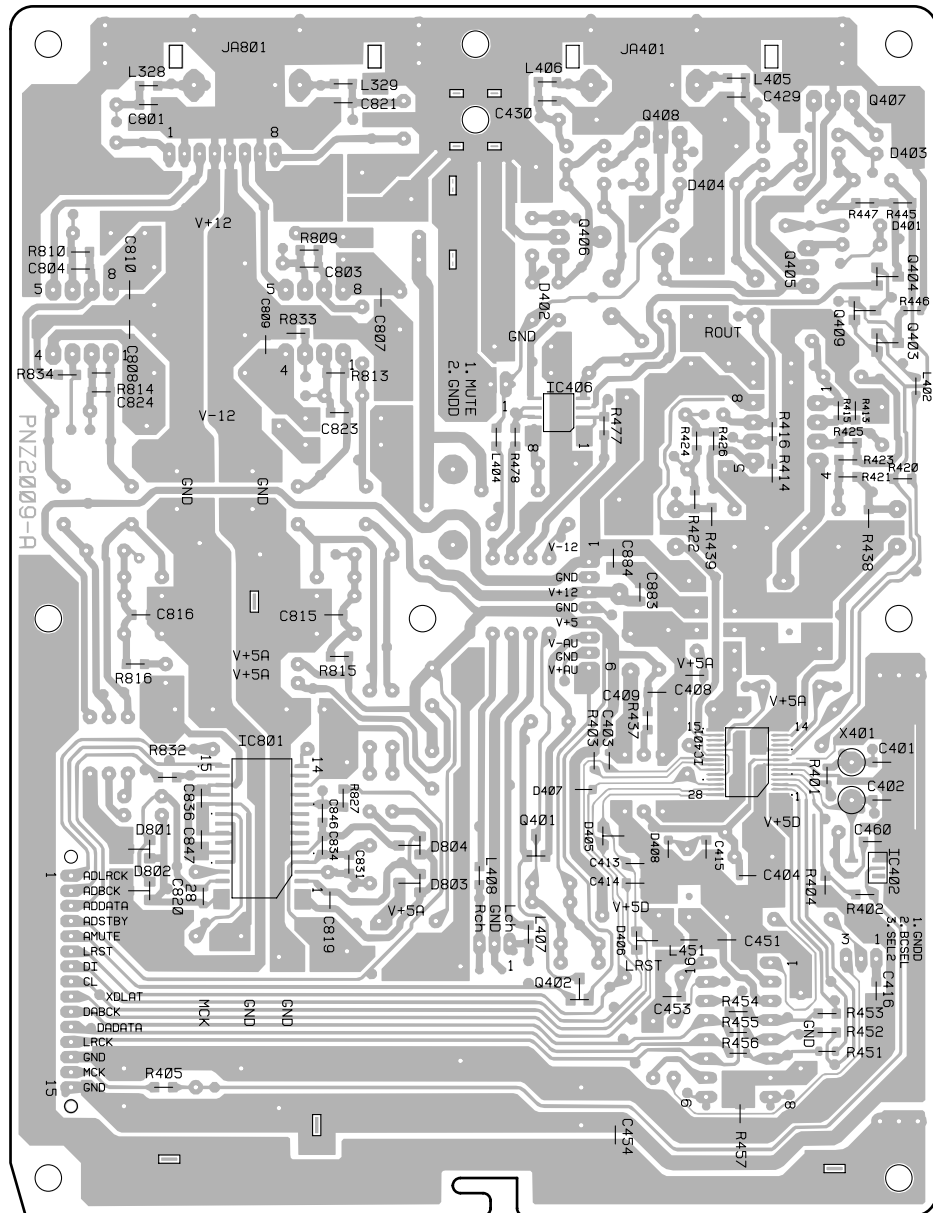 JA801
JA401
L328
L329
L406
L405
C801
C821
C430
C429
Q407
1
8
Q408
D403
D404
R447
R445
D401
V+12
Q406
R810
C804
C810
8
5
R809
C803
5
8
Q405
Q404
D402
R446
C809
R833
C807
GND
ROUT
Q409
Q403
4
1
C808
R834
R814
C824
4
1
R813
1. MUTE
2. GNDD
IC406
L402
V-12
C823
1
8
1
R477
L404
R478
8
5
R424
R426
R416
R414
1
4
R415
R413
R425
R423
R420
R421
PNZ2009-A
GND
GND
R422
R439
R438
V-12
1
GND
V+12
GND
V+5
V-AU
GND
V+AU
9
C884
C883
C816
C815
R816
V+5A
V+5A
R815
V+5A
C409
C408
V+5A
R403
C403
R437
15
IC401
14
28
1
X401
C401
R832
IC801
15
14
R401
C402
C836
R827
D407
V+5D
C846
C834
D801
C847
D804
Q401
D405
D408
C415
C460
C831
C413
IC402
D802
C820
28
1
D803
L408
C414
C404
R404
R402
1
ADLRCK
ADBCK
ADDATA
ADSTBY
AMUTE
LRST
DI
CL
XDLAT
DABCK
DADATA
LRCK
GND
MCK
GND
15
V+5A
C819
Rch
GND
Lch
1
L407
V+5D
D406
LRST
L451
C451
16
1
3
1
1. GNDD
2. BCSEL
3. SEL2
Q402
C453
C416
MCK
GND
GND
R454
R455
R456
GND
R453
R452
R451
R405
9
8
C454
R457